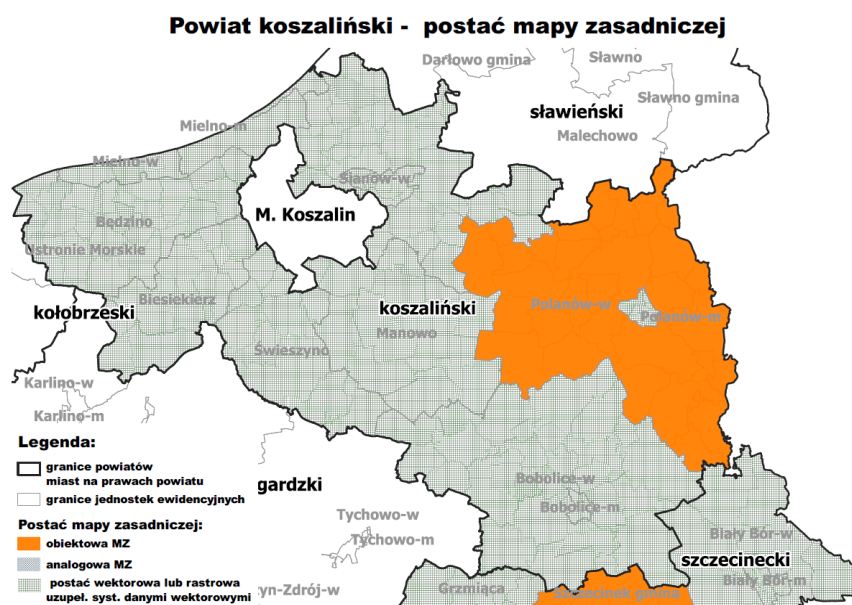 Powiat koszaliński - postać mapy zasadniczej
Darłowo gmina
Sławno
Sławno gmina
sławieński
Malechowo
Mielno-m
Mielno-w
Sianów-w
M. Koszalin
Będzino
Ustronie Morskie
Biesiekierz
kołobrzeski
koszaliński
Polanów-w
Polanów-m
Manowo
Świeszyno
Karlino-w
Karlino-m
Legenda:
granice powiatów
miast na prawach powiatu
granice jednostek ewidencyjnych
Postać mapy zasadniczej:
obiektowa MZ
analogowa MZ
postać wektorowa lub rastrowa
uzupeł. syst. danymi wektorowymi
gardzki
Bobolice-w
Bobolice-m
Tychowo-w
Tychowo-m
Biały Bór-w
szczecinecki
Biały Bór-m
zyn-Zdrój-w
Grzmiąca
Szczecinek gmina